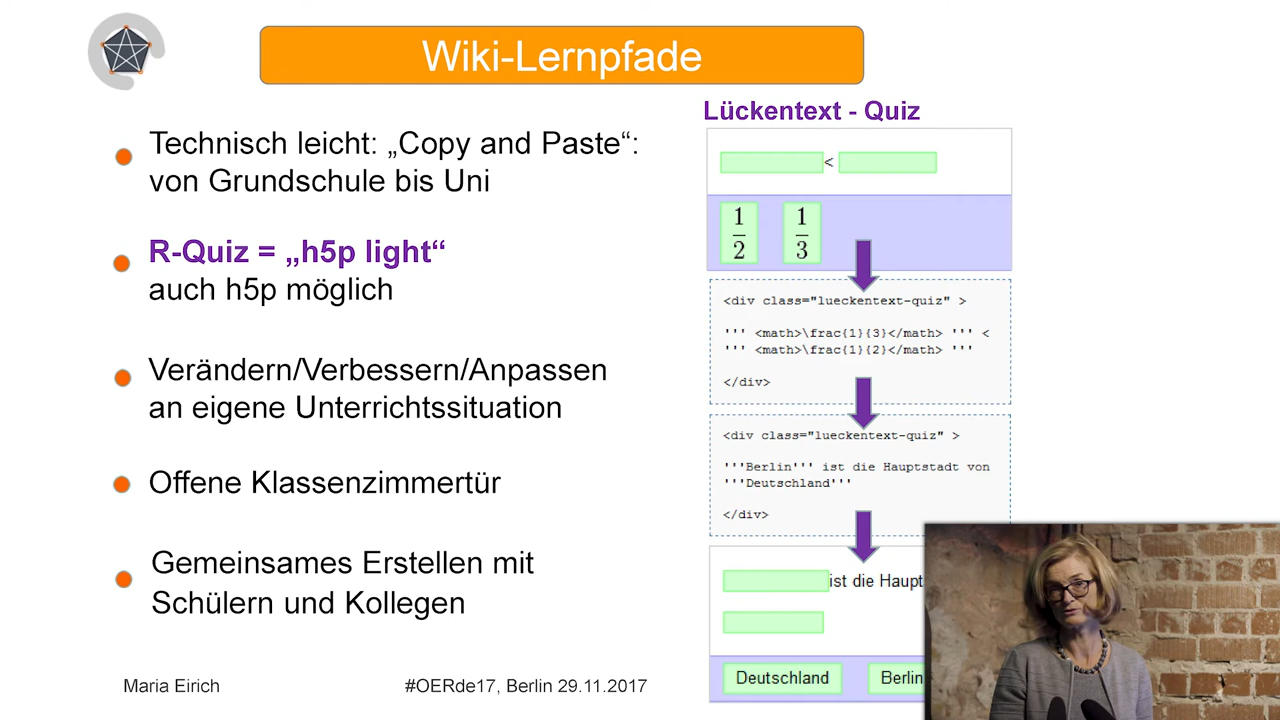 Wiki-Lernpfade
Technisch leicht: „Copy and Paste“:
von Grundschule bis Uni
R-Quiz = „h5p light“
auch h5p möglich
Verändern/Verbessern/Anpassen
an eigene Unterrichtssituation
Offene Klassenzimmertür
Gemeinsames Erstellen mit
Schülern und Kollegen
Lückentext - Quiz
<
1/2 1/3
<div class="lueckentext-quiz" >
''' <math>\frac{1}{3}</math> ''' <
''' <math>\frac{1}{2}</math> '''
</div>
<div class="lueckentext-quiz" >
'''Berlin''' ist die Hauptstadt von
'''Deutschland'''
</div>
ist die Haupt
Deutschland Berlin
Maria Eirich #OERde17, Berlin 29.11.2017